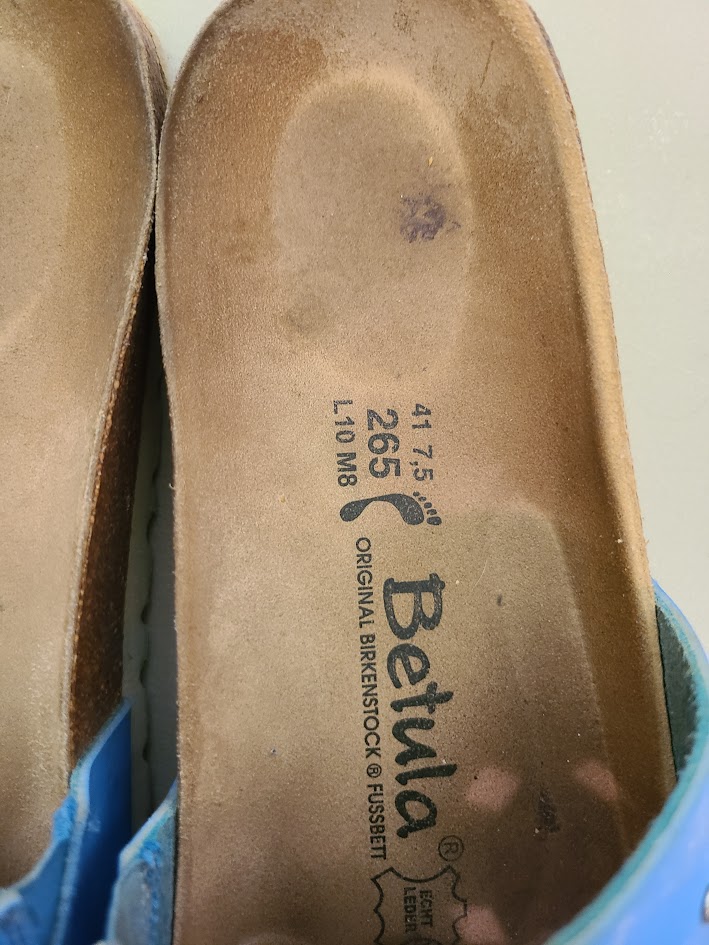 41 7,5
265
L10 M8
Betula®
ORIGINAL BIRKENSTOCK ® FUSSBETT
ECHT
LEDER